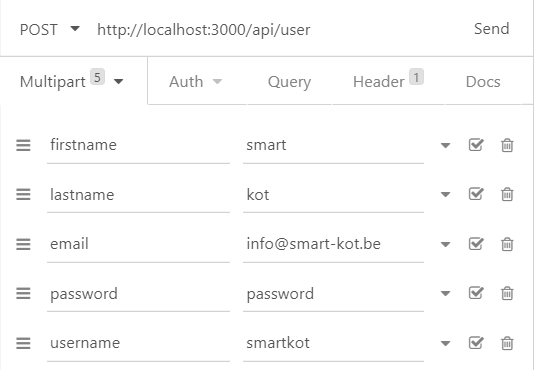 POST http://localhost:3000/api/user Send
Multipart 5 Auth Query Header 1 Docs
firstname smart
lastname kot
email info@smart-kot.be
password password
username smartkot